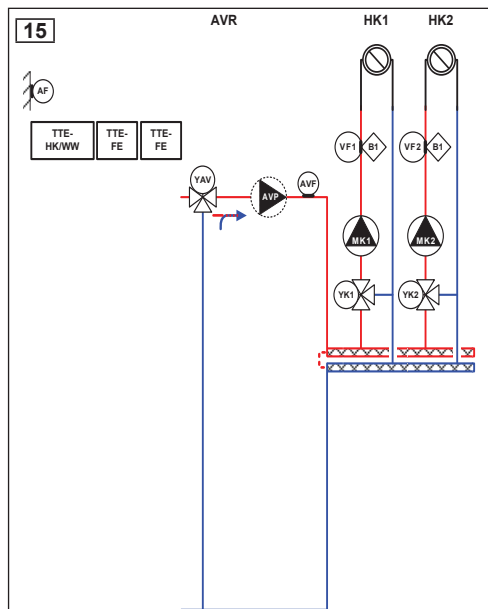 15
AVR
HK1
HK2
AF
TTE-
HK/WW
TTE-
FE
TTE-
FE
YAV
AVP
AVF
VF1
B1
VF2
B1
MK1
MK2
YK1
YK2